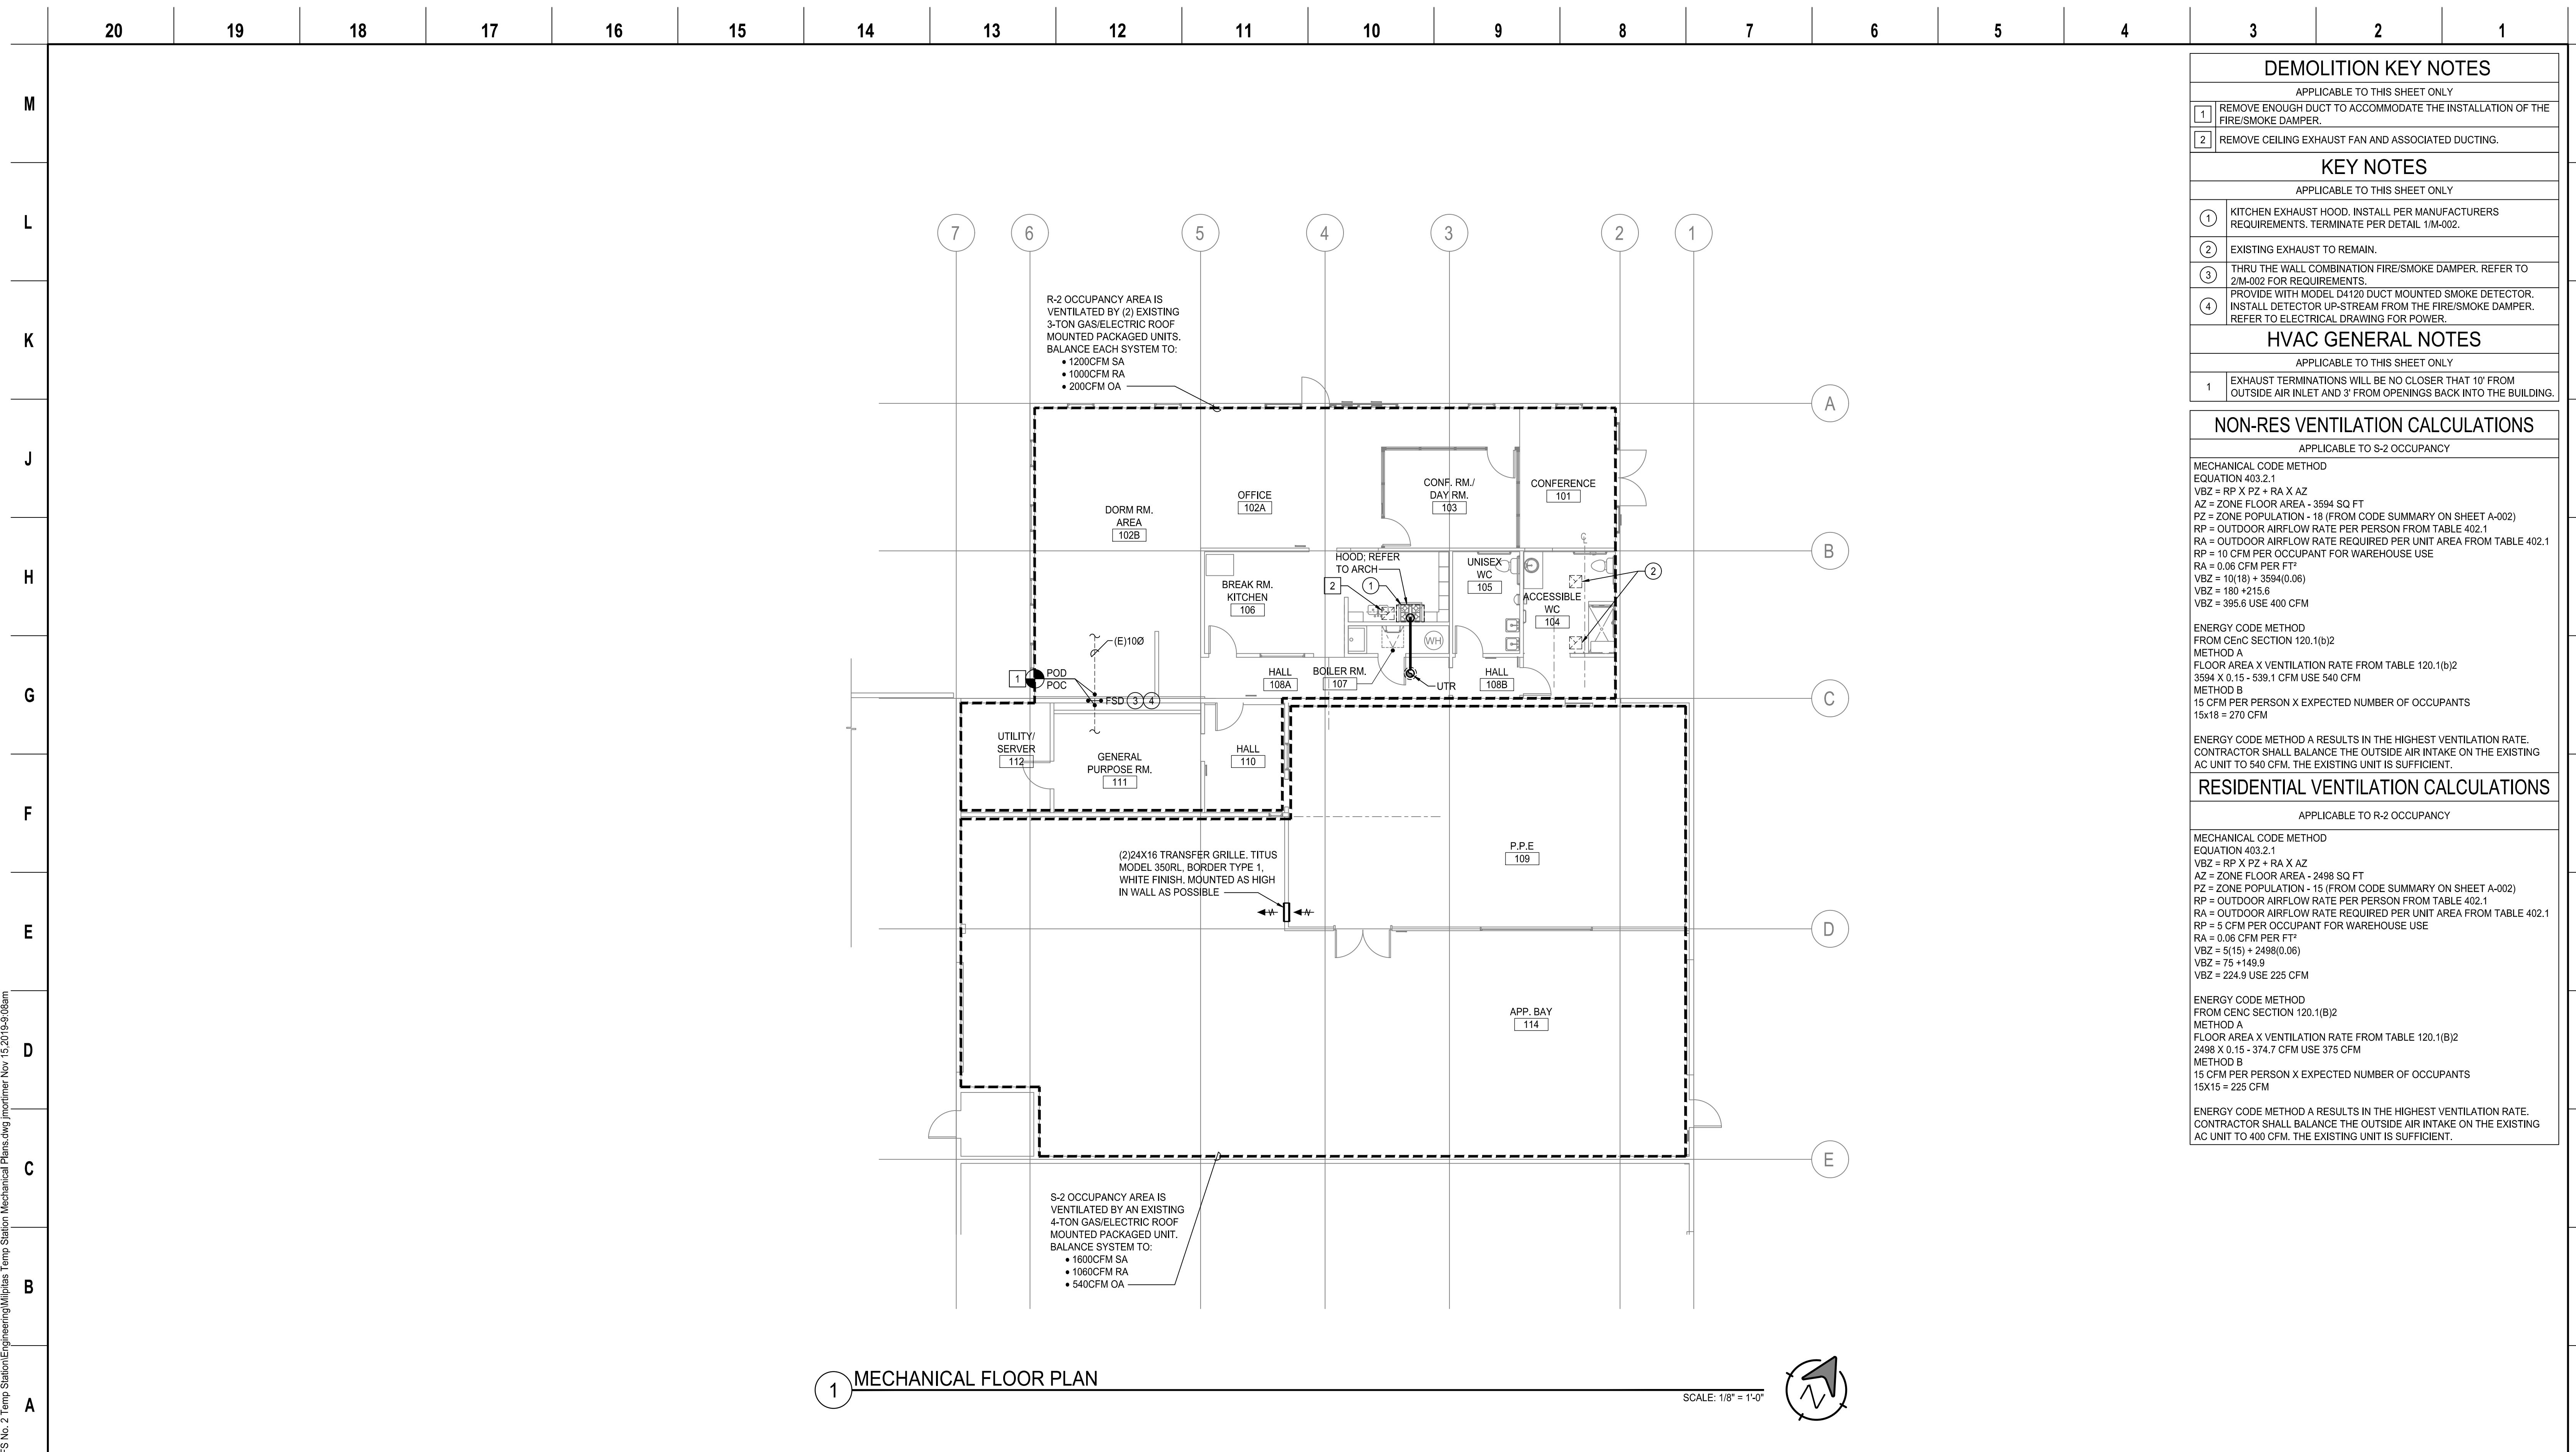 20 19 18 17 16 15 14 13 12 11 10 9 8 7 6 5 4 3 2 1
M
L
K
J
H
G
F
E
D
C
B
A
FS No. 2 Temp Station\Engineering\Milpitas Temp Station Mechanical Plans.dwg jmortimer Nov 15,2019-9:08am
7 6 5 4 3 2 1
R-2 OCCUPANCY AREA IS
VENTILATED BY (2) EXISTING
3-TON GAS/ELECTRIC ROOF
MOUNTED PACKAGED UNITS.
BALANCE EACH SYSTEM TO:
• 1200CFM SA
• 1000CFM RA
• 200CFM OA
A
B
C
D
E
OFFICE
102A
DORM RM.
AREA
102B
CONF. RM./
DAY RM.
103
CONFERENCE
101
HOOD; REFER
TO ARCH
2
1
BREAK RM.
KITCHEN
106
UNISEX
WC
105
ACCESSIBLE
WC
104
2
WH
(E)10Ø
1
POD
POC
FSD 3 4
HALL
108A
BOILER RM.
107
UTR
HALL
108B
UTILITY/
SERVER
112
GENERAL
PURPOSE RM.
111
HALL
110
(2)24X16 TRANSFER GRILLE. TITUS
MODEL 350RL, BORDER TYPE 1,
WHITE FINISH. MOUNTED AS HIGH
IN WALL AS POSSIBLE
P.P.E
109
APP. BAY
114
S-2 OCCUPANCY AREA IS
VENTILATED BY AN EXISTING
4-TON GAS/ELECTRIC ROOF
MOUNTED PACKAGED UNIT.
BALANCE SYSTEM TO:
• 1600CFM SA
• 1060CFM RA
• 540CFM OA
1 MECHANICAL FLOOR PLAN
SCALE: 1/8" = 1'-0"
N
DEMOLITION KEY NOTES
APPLICABLE TO THIS SHEET ONLY
1 REMOVE ENOUGH DUCT TO ACCOMMODATE THE INSTALLATION OF THE
FIRE/SMOKE DAMPER.
2 REMOVE CEILING EXHAUST FAN AND ASSOCIATED DUCTING.
KEY NOTES
APPLICABLE TO THIS SHEET ONLY
1 KITCHEN EXHAUST HOOD. INSTALL PER MANUFACTURERS
REQUIREMENTS. TERMINATE PER DETAIL 1/M-002.
2 EXISTING EXHAUST TO REMAIN.
3 THRU THE WALL COMBINATION FIRE/SMOKE DAMPER. REFER TO
2/M-002 FOR REQUIREMENTS.
4 PROVIDE WITH MODEL D4120 DUCT MOUNTED SMOKE DETECTOR.
INSTALL DETECTOR UP-STREAM FROM THE FIRE/SMOKE DAMPER.
REFER TO ELECTRICAL DRAWING FOR POWER.
HVAC GENERAL NOTES
APPLICABLE TO THIS SHEET ONLY
1 EXHAUST TERMINATIONS WILL BE NO CLOSER THAT 10' FROM
OUTSIDE AIR INLET AND 3' FROM OPENINGS BACK INTO THE BUILDING.
NON-RES VENTILATION CALCULATIONS
APPLICABLE TO S-2 OCCUPANCY
MECHANICAL CODE METHOD
EQUATION 403.2.1
VBZ = RP X PZ + RA X AZ
AZ = ZONE FLOOR AREA - 3594 SQ FT
PZ = ZONE POPULATION - 18 (FROM CODE SUMMARY ON SHEET A-002)
RP = OUTDOOR AIRFLOW RATE PER PERSON FROM TABLE 402.1
RA = OUTDOOR AIRFLOW RATE REQUIRED PER UNIT AREA FROM TABLE 402.1
RP = 10 CFM PER OCCUPANT FOR WAREHOUSE USE
RA = 0.06 CFM PER FT²
VBZ = 10(18) + 3594(0.06)
VBZ = 180 +215.6
VBZ = 395.6 USE 400 CFM
ENERGY CODE METHOD
FROM CEnC SECTION 120.1(b)2
METHOD A
FLOOR AREA X VENTILATION RATE FROM TABLE 120.1(b)2
3594 X 0.15 - 539.1 CFM USE 540 CFM
METHOD B
15 CFM PER PERSON X EXPECTED NUMBER OF OCCUPANTS
15x18 = 270 CFM
ENERGY CODE METHOD A RESULTS IN THE HIGHEST VENTILATION RATE.
CONTRACTOR SHALL BALANCE THE OUTSIDE AIR INTAKE ON THE EXISTING
AC UNIT TO 540 CFM. THE EXISTING UNIT IS SUFFICIENT.
RESIDENTIAL VENTILATION CALCULATIONS
APPLICABLE TO R-2 OCCUPANCY
MECHANICAL CODE METHOD
EQUATION 403.2.1
VBZ = RP X PZ + RA X AZ
AZ = ZONE FLOOR AREA - 2498 SQ FT
PZ = ZONE POPULATION - 15 (FROM CODE SUMMARY ON SHEET A-002)
RP = OUTDOOR AIRFLOW RATE PER PERSON FROM TABLE 402.1
RA = OUTDOOR AIRFLOW RATE REQUIRED PER UNIT AREA FROM TABLE 402.1
RP = 5 CFM PER OCCUPANT FOR WAREHOUSE USE
RA = 0.06 CFM PER FT²
VBZ = 5(15) + 2498(0.06)
VBZ = 75 +149.9
VBZ = 224.9 USE 225 CFM
ENERGY CODE METHOD
FROM CENC SECTION 120.1(B)2
METHOD A
FLOOR AREA X VENTILATION RATE FROM TABLE 120.1(B)2
2498 X 0.15 - 374.7 CFM USE 375 CFM
METHOD B
15 CFM PER PERSON X EXPECTED NUMBER OF OCCUPANTS
15X15 = 225 CFM
ENERGY CODE METHOD A RESULTS IN THE HIGHEST VENTILATION RATE.
CONTRACTOR SHALL BALANCE THE OUTSIDE AIR INTAKE ON THE EXISTING
AC UNIT TO 400 CFM. THE EXISTING UNIT IS SUFFICIENT.